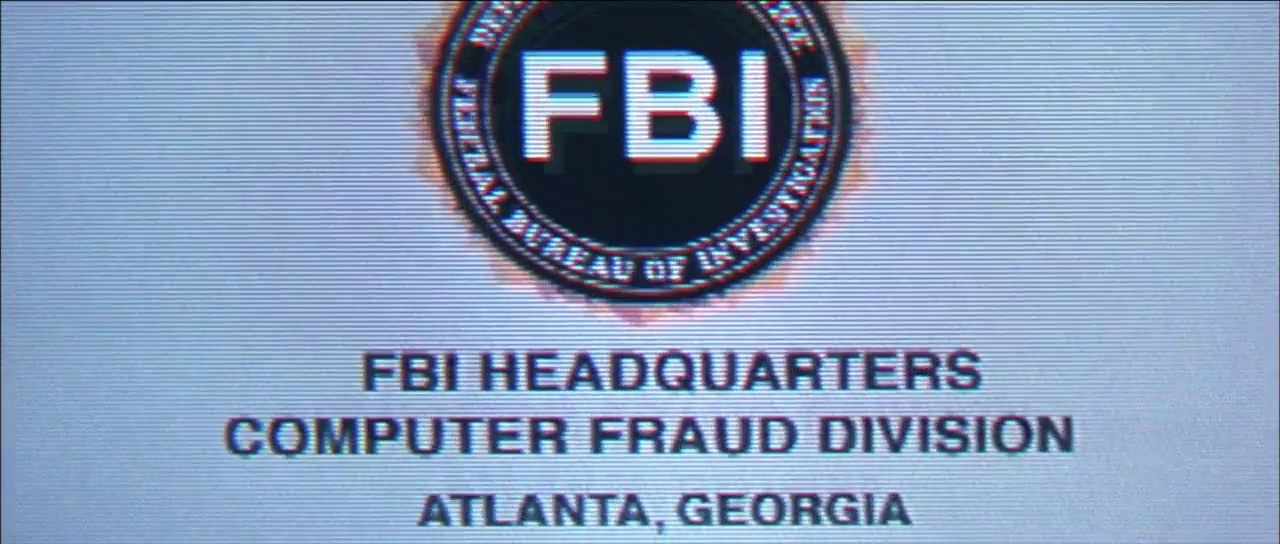 FBI
FEDERAL BUREAU OF INVESTIGATION
FBI HEADQUARTERS
COMPUTER FRAUD DIVISION
ATLANTA, GEORGIA